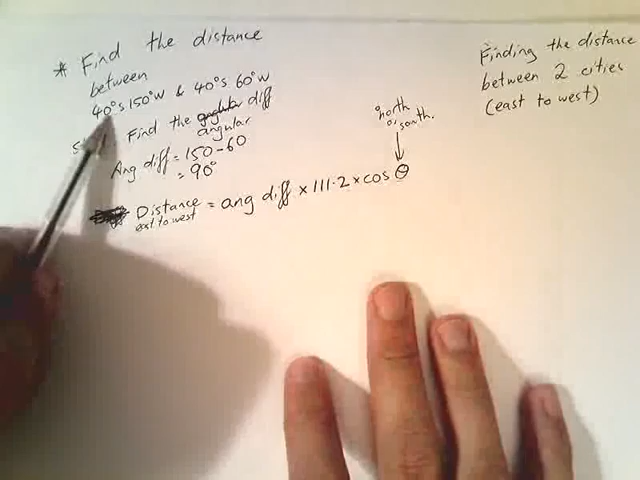 * Find the distance
between
40°s 150°w & 40°s 60°w
Find the angular diff
Ang diff = 150 - 60
= 90°
Distance = ang diff × 111.2 × cos θ
east to west
north
or south.
Finding the distance
between 2 cities
(east to west)